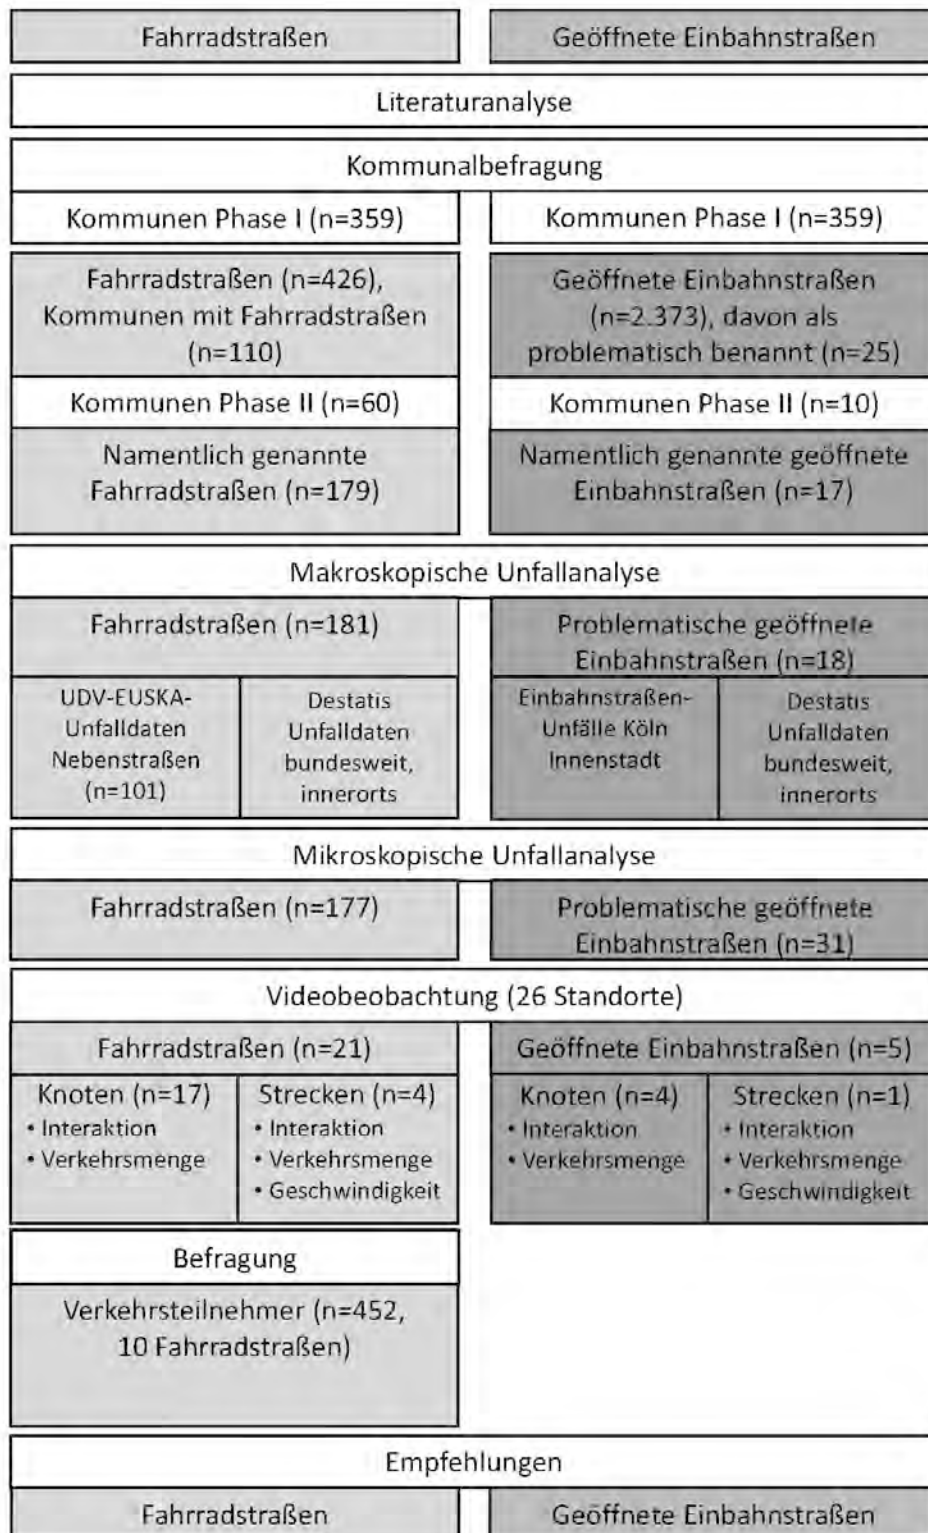 Fahrradstraßen
Geöffnete Einbahnstraßen
Literaturanalyse
Kommunalbefragung
Kommunen Phase I (n=359)
Kommunen Phase I (n=359)
Fahrradstraßen (n=426),
Kommunen mit Fahrradstraßen
(n=110)
Geöffnete Einbahnstraßen
(n=2.373), davon als
problematisch benannt (n=25)
Kommunen Phase II (n=60)
Kommunen Phase II (n=10)
Namentlich genannte
Fahrradstraßen (n=179)
Namentlich genannte geöffnete
Einbahnstraßen (n=17)
Makroskopische Unfallanalyse
Fahrradstraßen (n=181)
Problematische geöffnete
Einbahnstraßen (n=18)
UDV-EUSKA-
Unfalldaten
Nebenstraßen
(n=101)
Destatis
Unfalldaten
bundesweit,
innerorts
Einbahnstraßen-
Unfälle Köln
Innenstadt
Destatis
Unfalldaten
bundesweit,
innerorts
Mikroskopische Unfallanalyse
Fahrradstraßen (n=177)
Problematische geöffnete
Einbahnstraßen (n=31)
Videobeobachtung (26 Standorte)
Fahrradstraßen (n=21)
Geöffnete Einbahnstraßen (n=5)
Knoten (n=17)
• Interaktion
• Verkehrsmenge
Strecken (n=4)
• Interaktion
• Verkehrsmenge
• Geschwindigkeit
Knoten (n=4)
• Interaktion
• Verkehrsmenge
Strecken (n=1)
• Interaktion
• Verkehrsmenge
• Geschwindigkeit
Befragung
Verkehrsteilnehmer (n=452,
10 Fahrradstraßen)
Empfehlungen
Fahrradstraßen
Geöffnete Einbahnstraßen